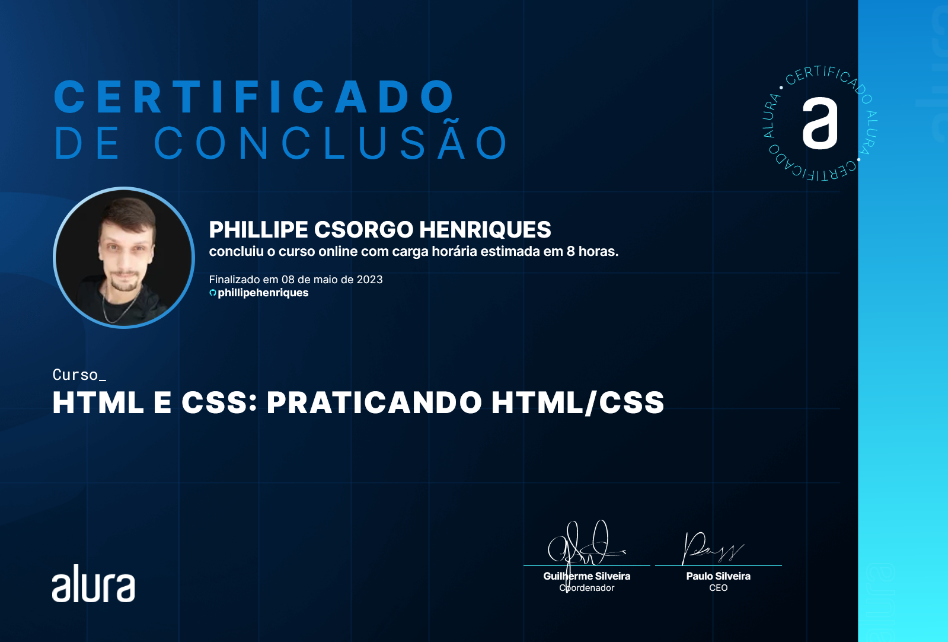 CERTIFICADO
DE CONCLUSÃO
CERTIFICADO ALURA • CERTIFICADO ALURA •
a
PHILLIPE CSORGO HENRIQUES
concluiu o curso online com carga horária estimada em 8 horas.
Finalizado em 08 de maio de 2023
phillipehenriques
Curso_
HTML E CSS: PRATICANDO HTML/CSS
alura
Guilherme Silveira
Coordenador
Paulo Silveira
CEO